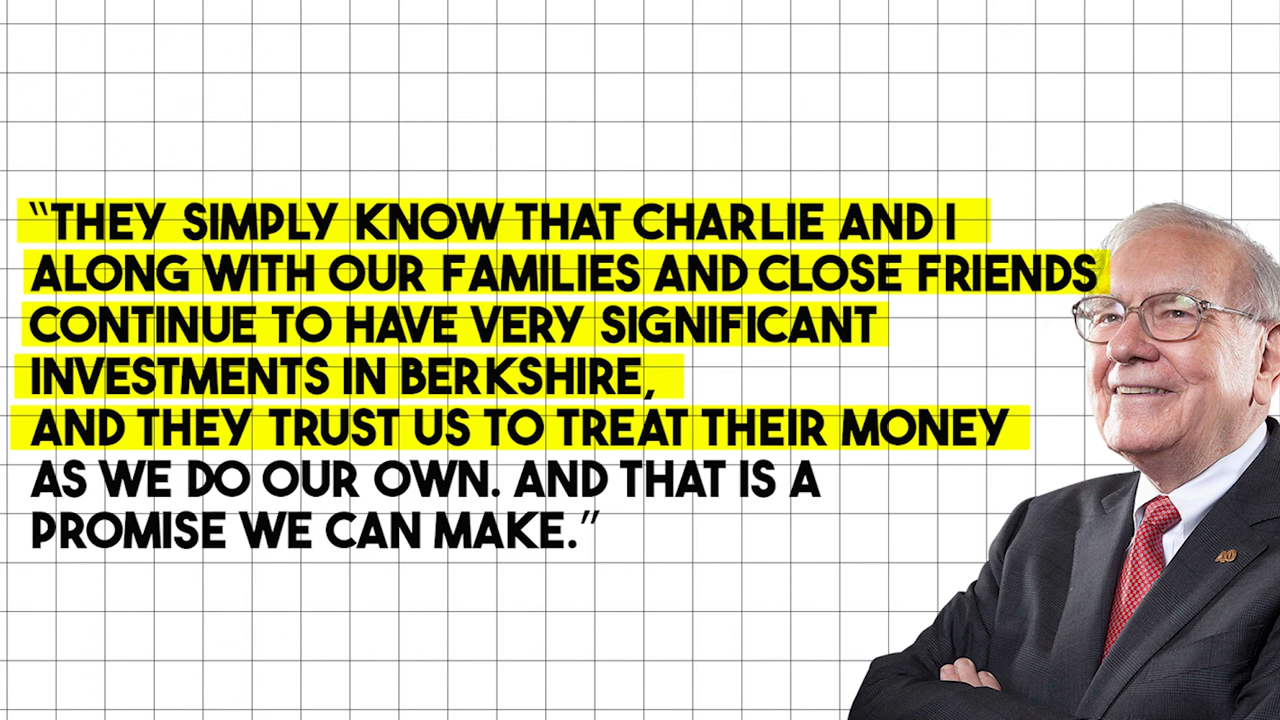 “THEY SIMPLY KNOW THAT CHARLIE AND I
ALONG WITH OUR FAMILIES AND CLOSE FRIENDS
CONTINUE TO HAVE VERY SIGNIFICANT
INVESTMENTS IN BERKSHIRE,
AND THEY TRUST US TO TREAT THEIR MONEY
AS WE DO OUR OWN. AND THAT IS A
PROMISE WE CAN MAKE.”
40